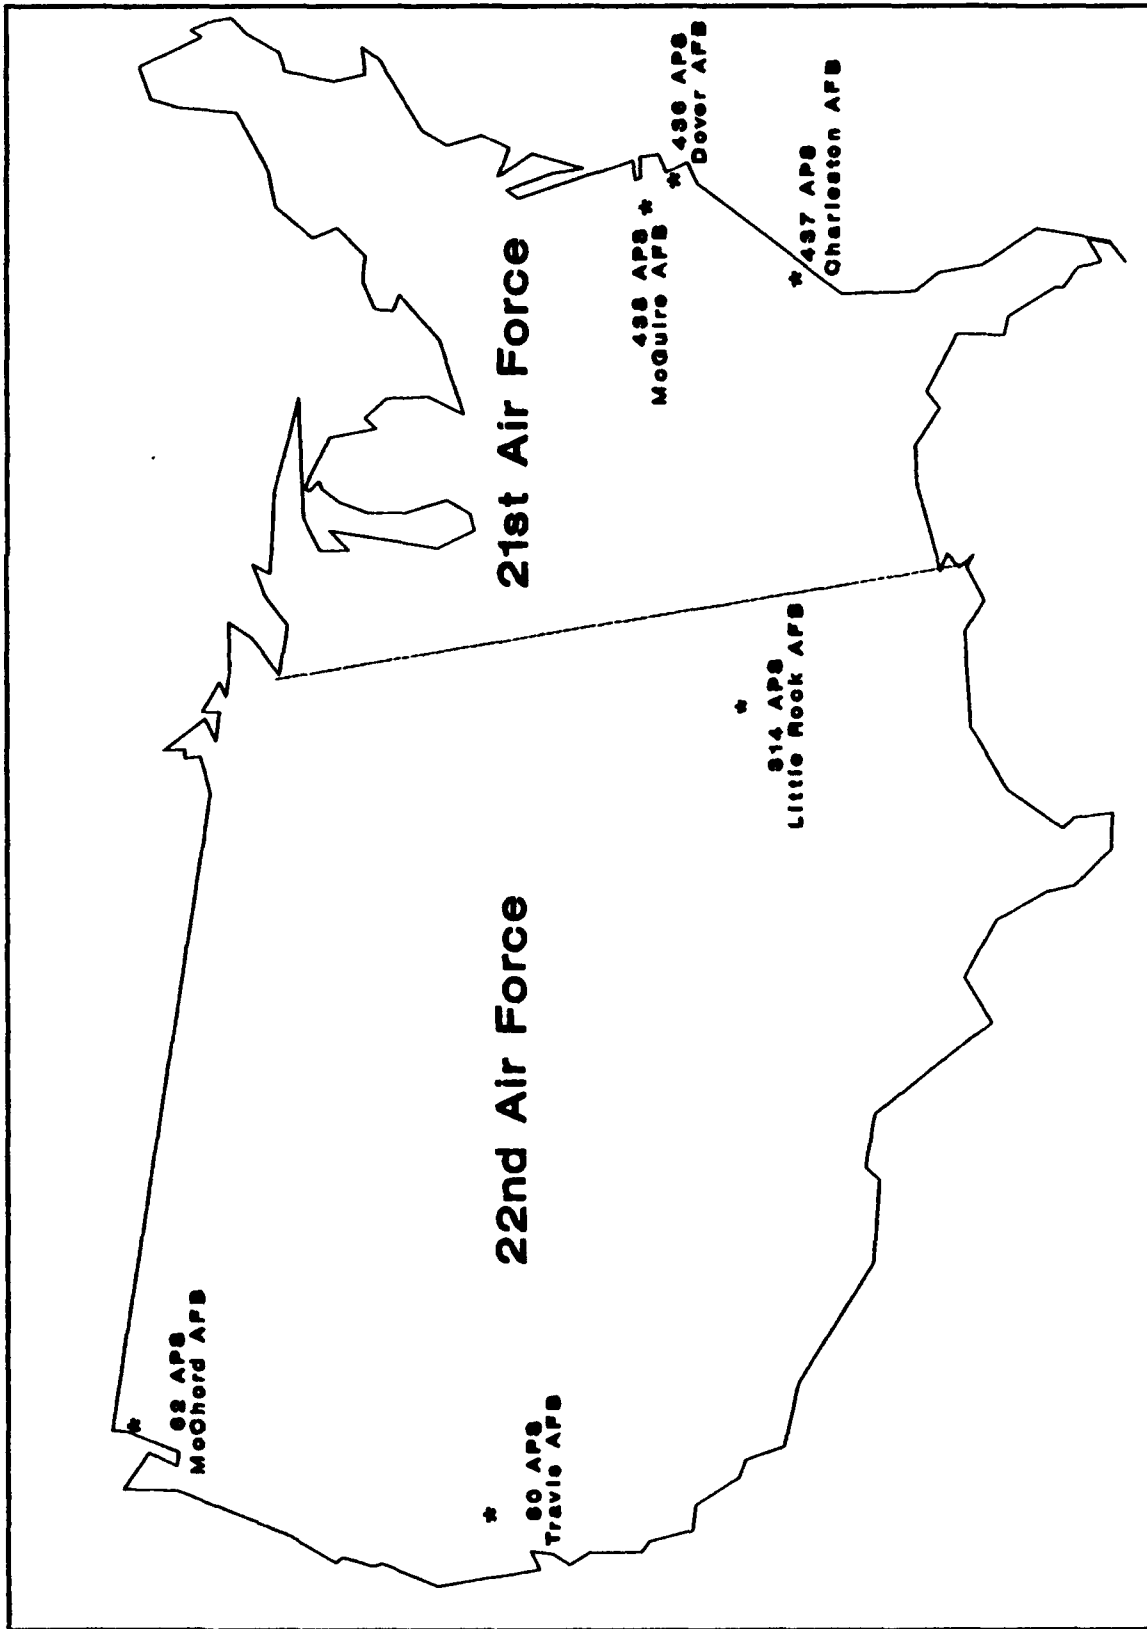 62 APS
McChord AFB
60 APS
Travis AFB
22nd Air Force
314 APS
Little Rock AFB
21st Air Force
438 APS
McGuire AFB
436 APS
Dover AFB
437 APS
Charleston AFB